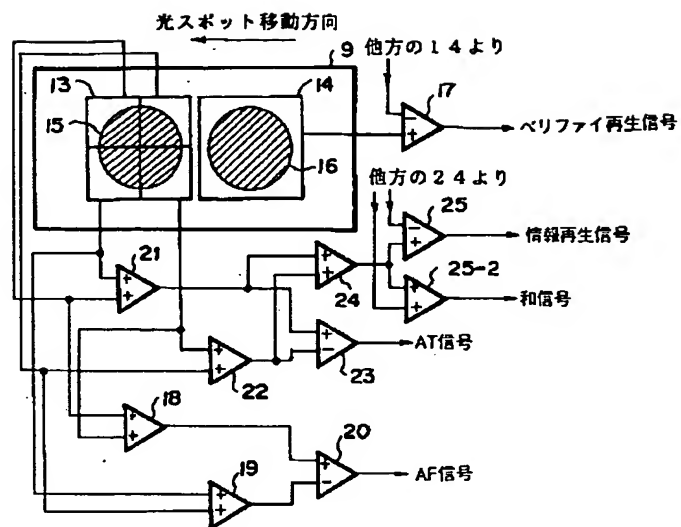 光スポット移動方向
9
他方の14より
13
14
17
15
16
ベリファイ再生信号
他方の24より
25
情報再生信号
21
24
25-2
和信号
22
23
AT信号
18
20
19
AF信号